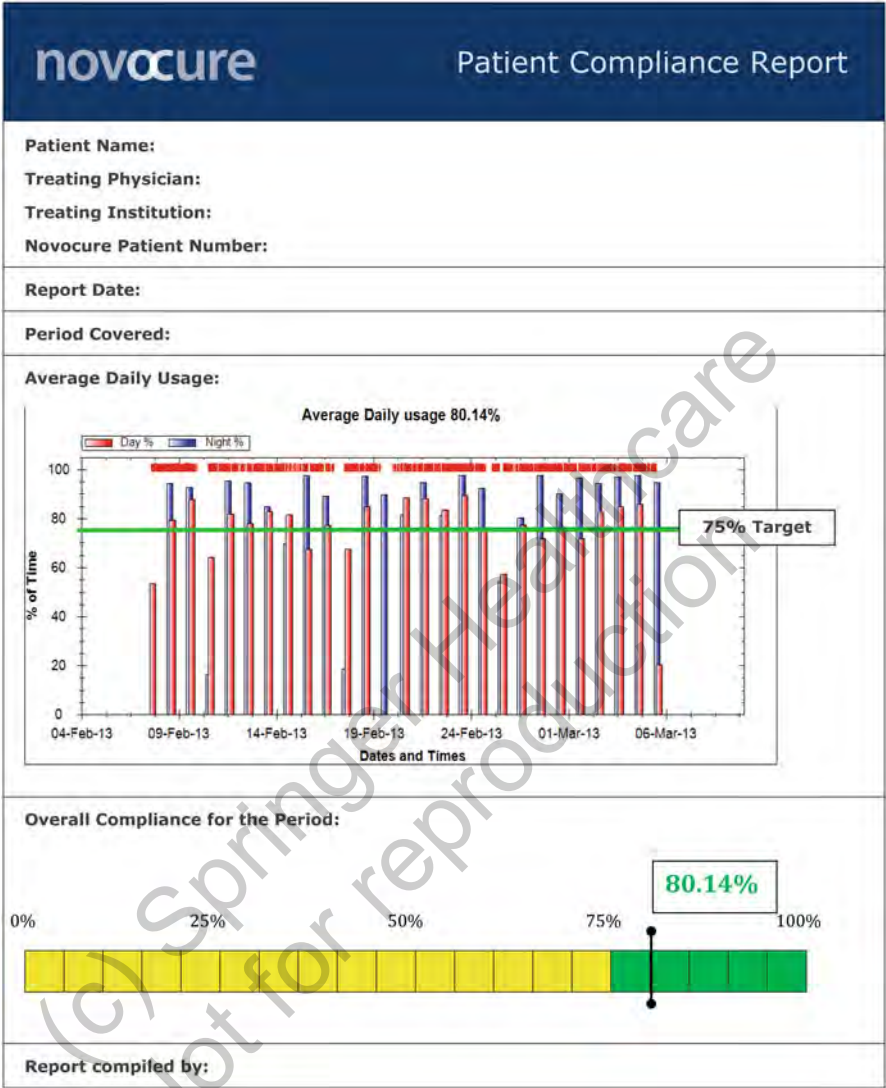 novocure
Patient Compliance Report
Patient Name:
Treating Physician:
Treating Institution:
Novocure Patient Number:
Report Date:
Period Covered:
Average Daily Usage:
Average Daily usage 80.14%
Day % Night %
100
80
60
40
20
0
% of Time
75% Target
04-Feb-13 09-Feb-13 14-Feb-13 19-Feb-13 24-Feb-13 01-Mar-13 06-Mar-13
Dates and Times
Overall Compliance for the Period:
80.14%
0% 25% 50% 75% 100%
Report compiled by:
(c) Springer Healthcare
not for reproduction